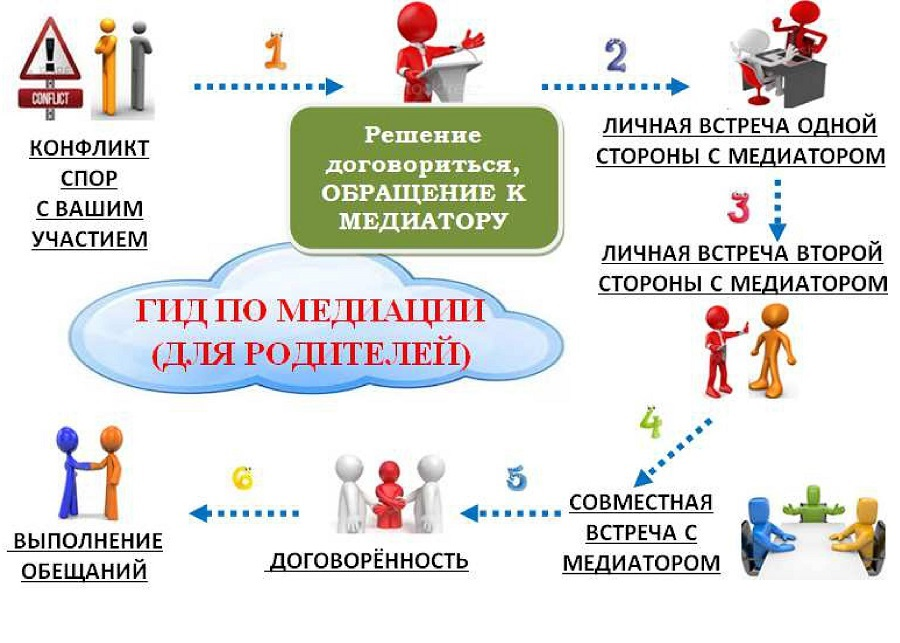 CONFLICT
КОНФЛИКТ
СПОР
С ВАШИМ
УЧАСТИЕМ
1
Решение
договориться,
ОБРАЩЕНИЕ К
МЕДИАТОРУ
2
ЛИЧНАЯ ВСТРЕЧА ОДНОЙ
СТОРОНЫ С МЕДИАТОРОМ
3
ЛИЧНАЯ ВСТРЕЧА ВТОРОЙ
СТОРОНЫ С МЕДИАТОРОМ
ГИД ПО МЕДИАЦИИ
(ДЛЯ РОДИТЕЛЕЙ)
4
СОВМЕСТНАЯ
ВСТРЕЧА С
МЕДИАТОРОМ
5
ДОГОВОРЁННОСТЬ
6
ВЫПОЛНЕНИЕ
ОБЕЩАНИЙ